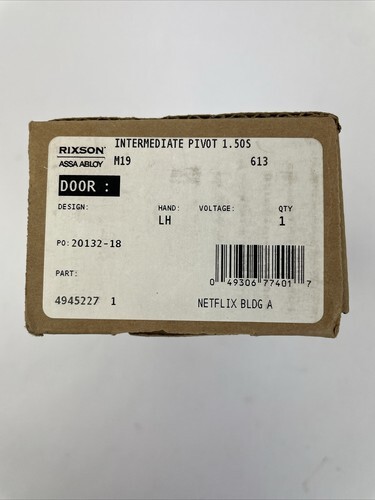 INTERMEDIATE PIVOT 1.50S
RIXSON®
ASSA ABLOY
M19 613
DOOR :
DESIGN: HAND: VOLTAGE: QTY
LH 1
PO: 20132-18
PART:
0 49306 77401 7
4945227 1 NETFLIX BLDG A